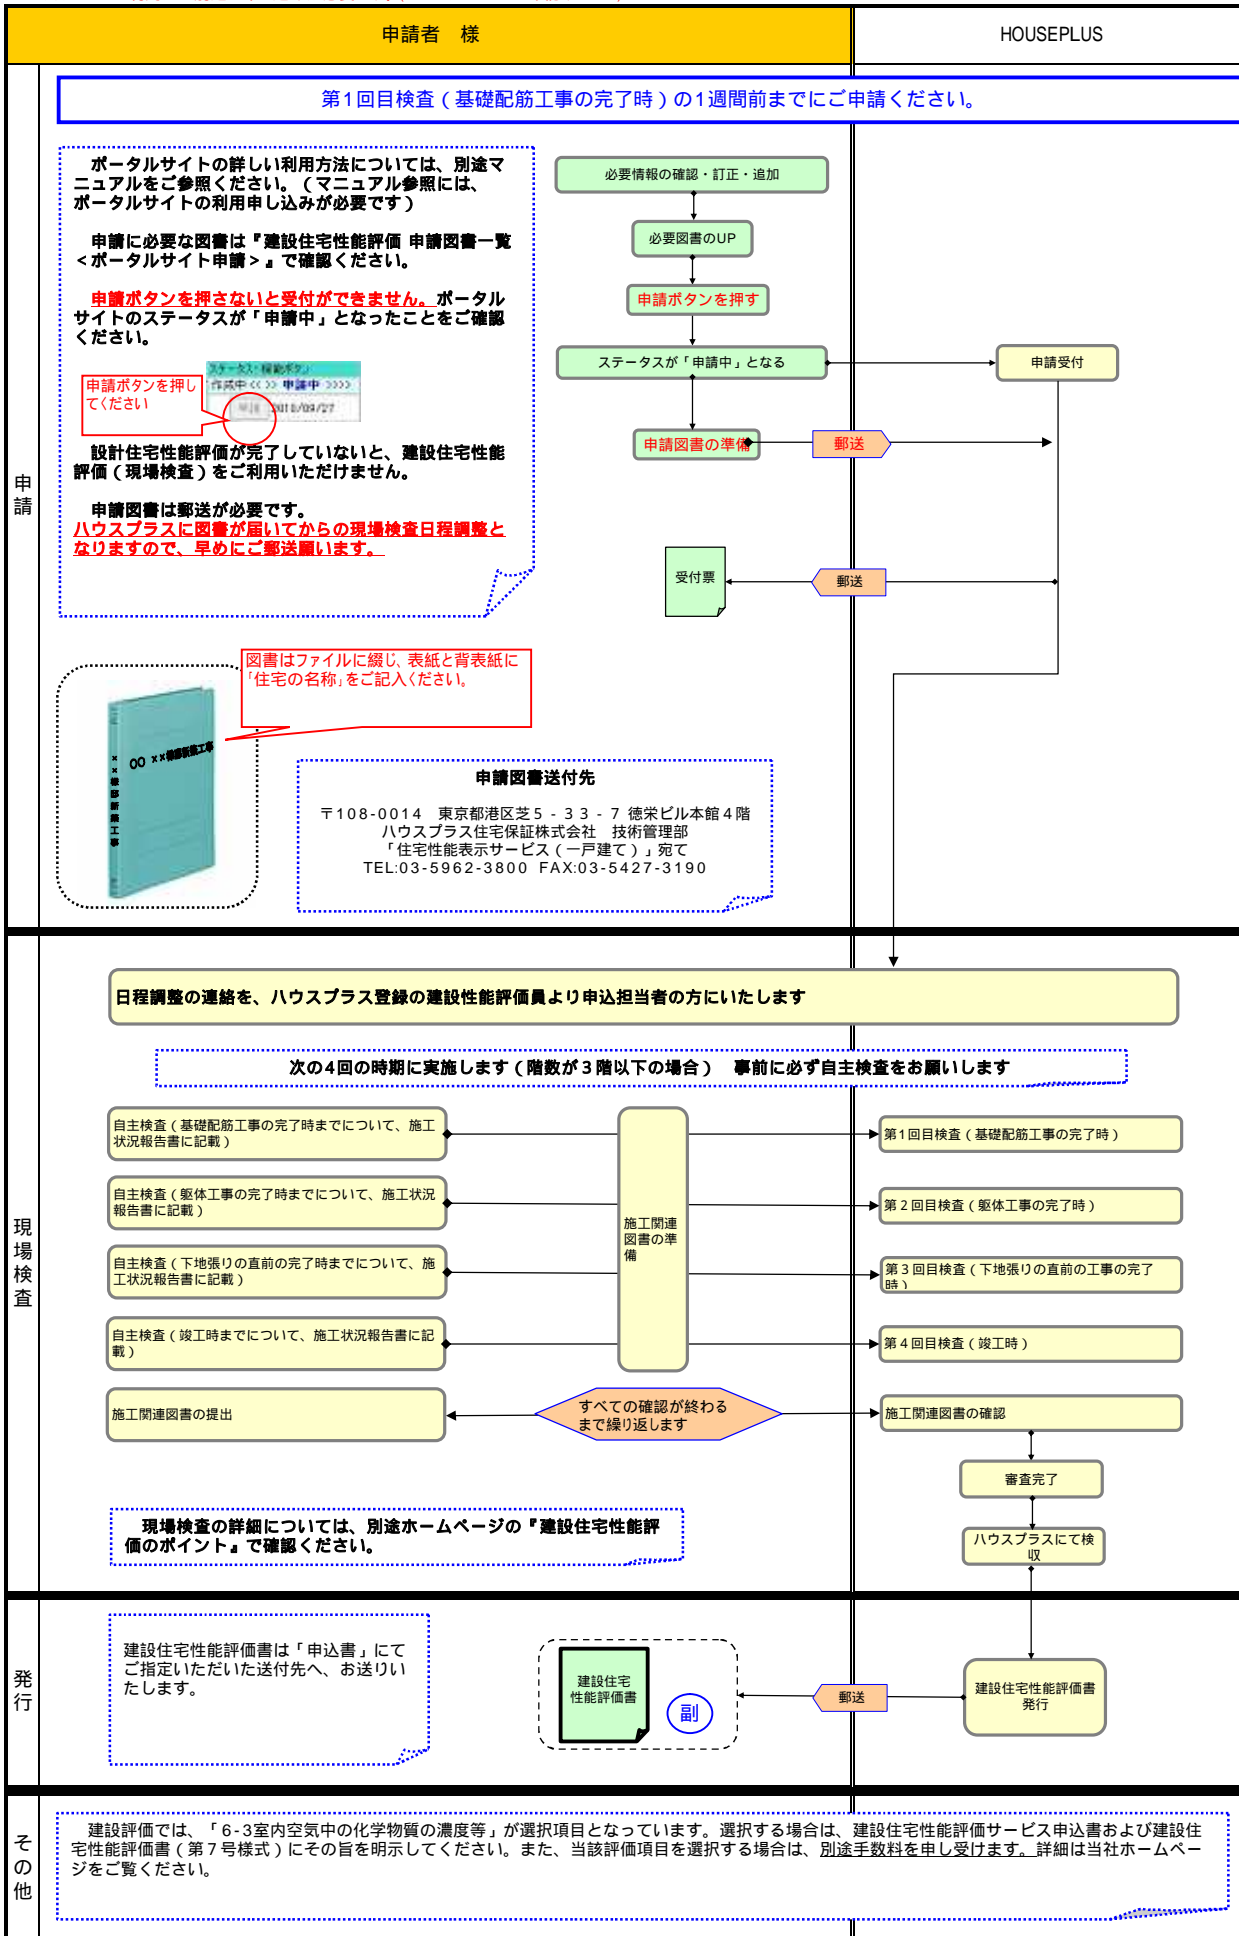 申請者　様
HOUSEPLUS
申請
第1回目検査（基礎配筋工事の完了時）の1週間前までにご申請ください。
ポータルサイトの詳しい利用方法については、別途マ
ニュアルをご参照ください。（マニュアル参照には、
ポータルサイトの利用申し込みが必要です）
申請に必要な図書は『建設住宅性能評価 申請図書一覧
＜ポータルサイト申請＞』で確認ください。
申請ボタンを押さないと受付ができません。ポータル
サイトのステータスが「申請中」となったことをご確認
ください。
ステータス・機能ボタン
作成中 << >> 申請中 >>>>
申請 2010/09/27
申請ボタンを押し
てください
設計住宅性能評価が完了していないと、建設住宅性能
評価（現場検査）をご利用いただけません。
申請図書は郵送が必要です。
ハウスプラスに図書が届いてからの現場検査日程調整と
なりますので、早めにご郵送願います。
必要情報の確認・訂正・追加
必要図書のUP
申請ボタンを押す
ステータスが「申請中」となる
申請受付
申請図書の準備
郵送
受付票
郵送
図書はファイルに綴じ、表紙と背表紙に
「住宅の名称」をご記入ください。
〇〇 ××様邸新築工事
××様邸新築工事
申請図書送付先
〒108-0014　東京都港区芝5-33-7 徳栄ビル本館4階
ハウスプラス住宅保証株式会社　技術管理部
「住宅性能表示サービス（一戸建て）」宛て
TEL:03-5962-3800 FAX:03-5427-3190
現場検査
日程調整の連絡を、ハウスプラス登録の建設性能評価員より申込担当者の方にいたします
次の4回の時期に実施します（階数が3階以下の場合）　事前に必ず自主検査をお願いします
自主検査（基礎配筋工事の完了時までについて、施工
状況報告書に記載）
第1回目検査（基礎配筋工事の完了時）
自主検査（躯体工事の完了時までについて、施工状況
報告書に記載）
第2回目検査（躯体工事の完了時）
施工関連
図書の準
備
自主検査（下地張りの直前の完了時までについて、施
工状況報告書に記載）
第3回目検査（下地張りの直前の工事の完了
時）
自主検査（竣工時までについて、施工状況報告書に記
載）
第4回目検査（竣工時）
施工関連図書の提出
すべての確認が終わる
まで繰り返します
施工関連図書の確認
審査完了
ハウスプラスにて検
収
現場検査の詳細については、別途ホームページの『建設住宅性能評
価のポイント』で確認ください。
発行
建設住宅性能評価書は「申込書」にて
ご指定いただいた送付先へ、お送りい
たします。
建設住宅
性能評価書
副
郵送
建設住宅性能評価書
発行
その他
建設評価では、「6-3室内空気中の化学物質の濃度等」が選択項目となっています。選択する場合は、建設住宅性能評価サービス申込書および建設住
宅性能評価書（第7号様式）にその旨を明示してください。また、当該評価項目を選択する場合は、別途手数料を申し受けます。詳細は当社ホームペー
ジをご覧ください。